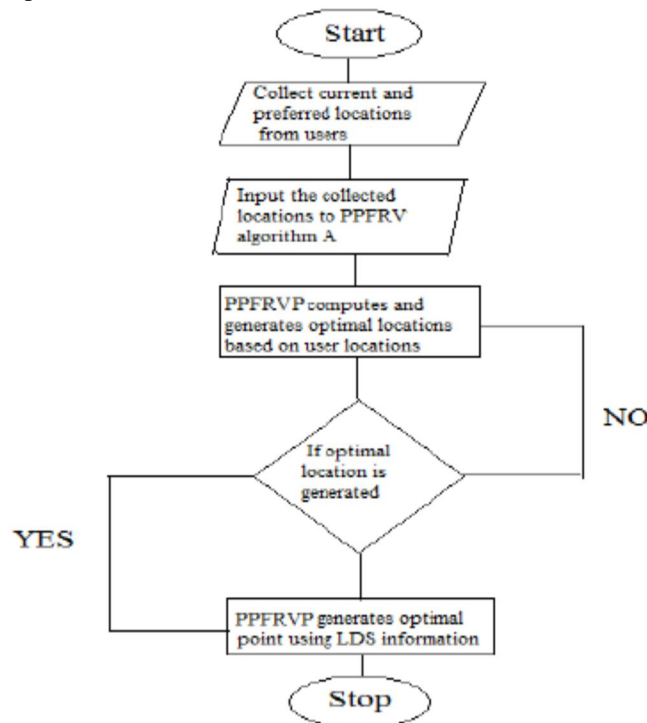 Start
Collect current and
preferred locations
from users
Input the collected
locations to PPFRV
algorithm A
PPFRVP computes and
generates optimal locations
based on user locations
NO
If optimal
location is
generated
YES
PPFRVP generates optimal
point using LDS information
Stop